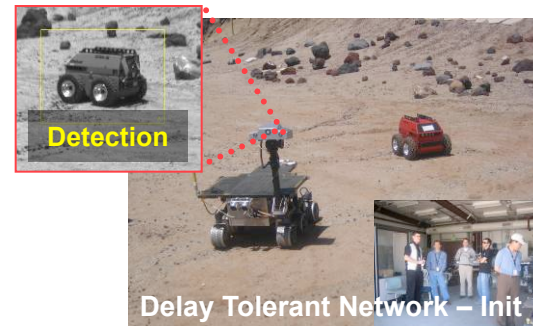 Detection
Delay Tolerant Network – Init